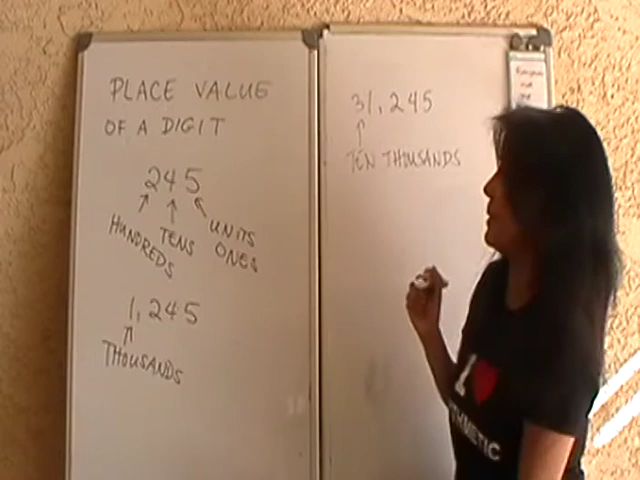 PLACE VALUE
OF A DIGIT
245
HUNDREDS
TENS
UNITS
ONES
1,245
THOUSANDS
31,245
TEN THOUSANDS
I